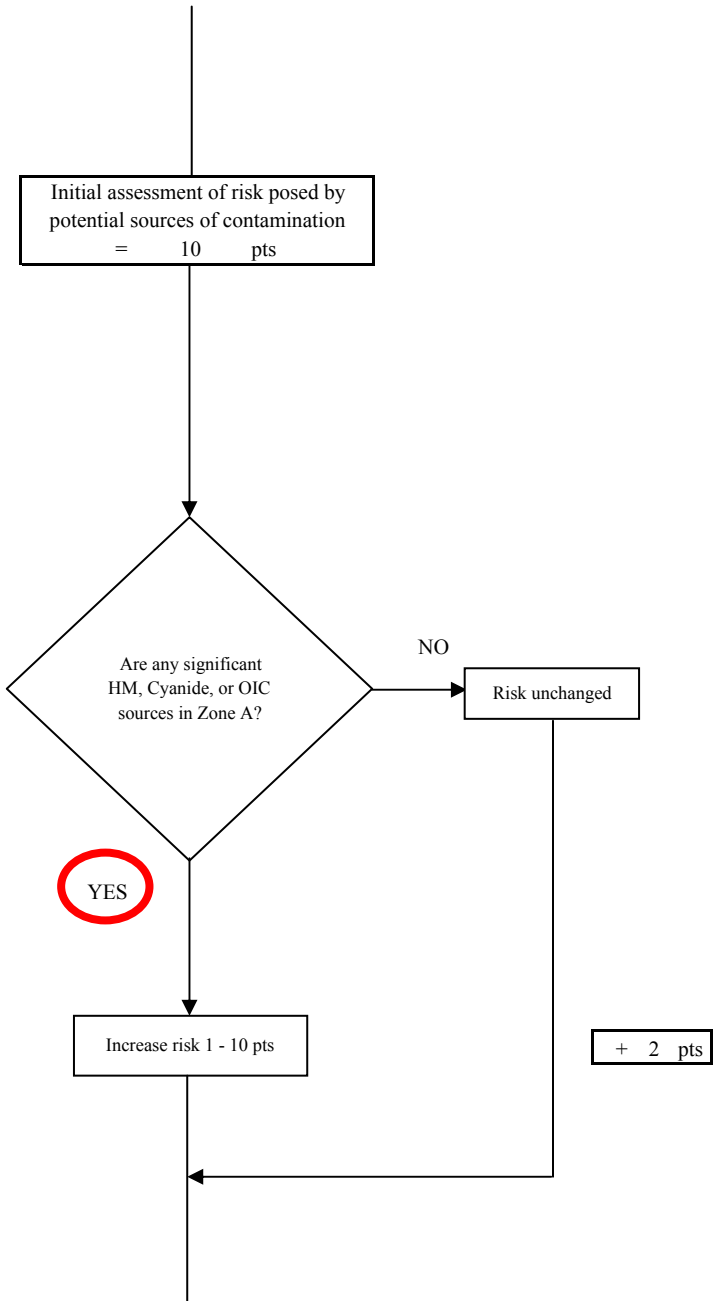 Initial assessment of risk posed by
potential sources of contamination
= 10 pts
Are any significant
HM, Cyanide, or OIC
sources in Zone A?
NO
Risk unchanged
YES
Increase risk 1 - 10 pts
+ 2 pts